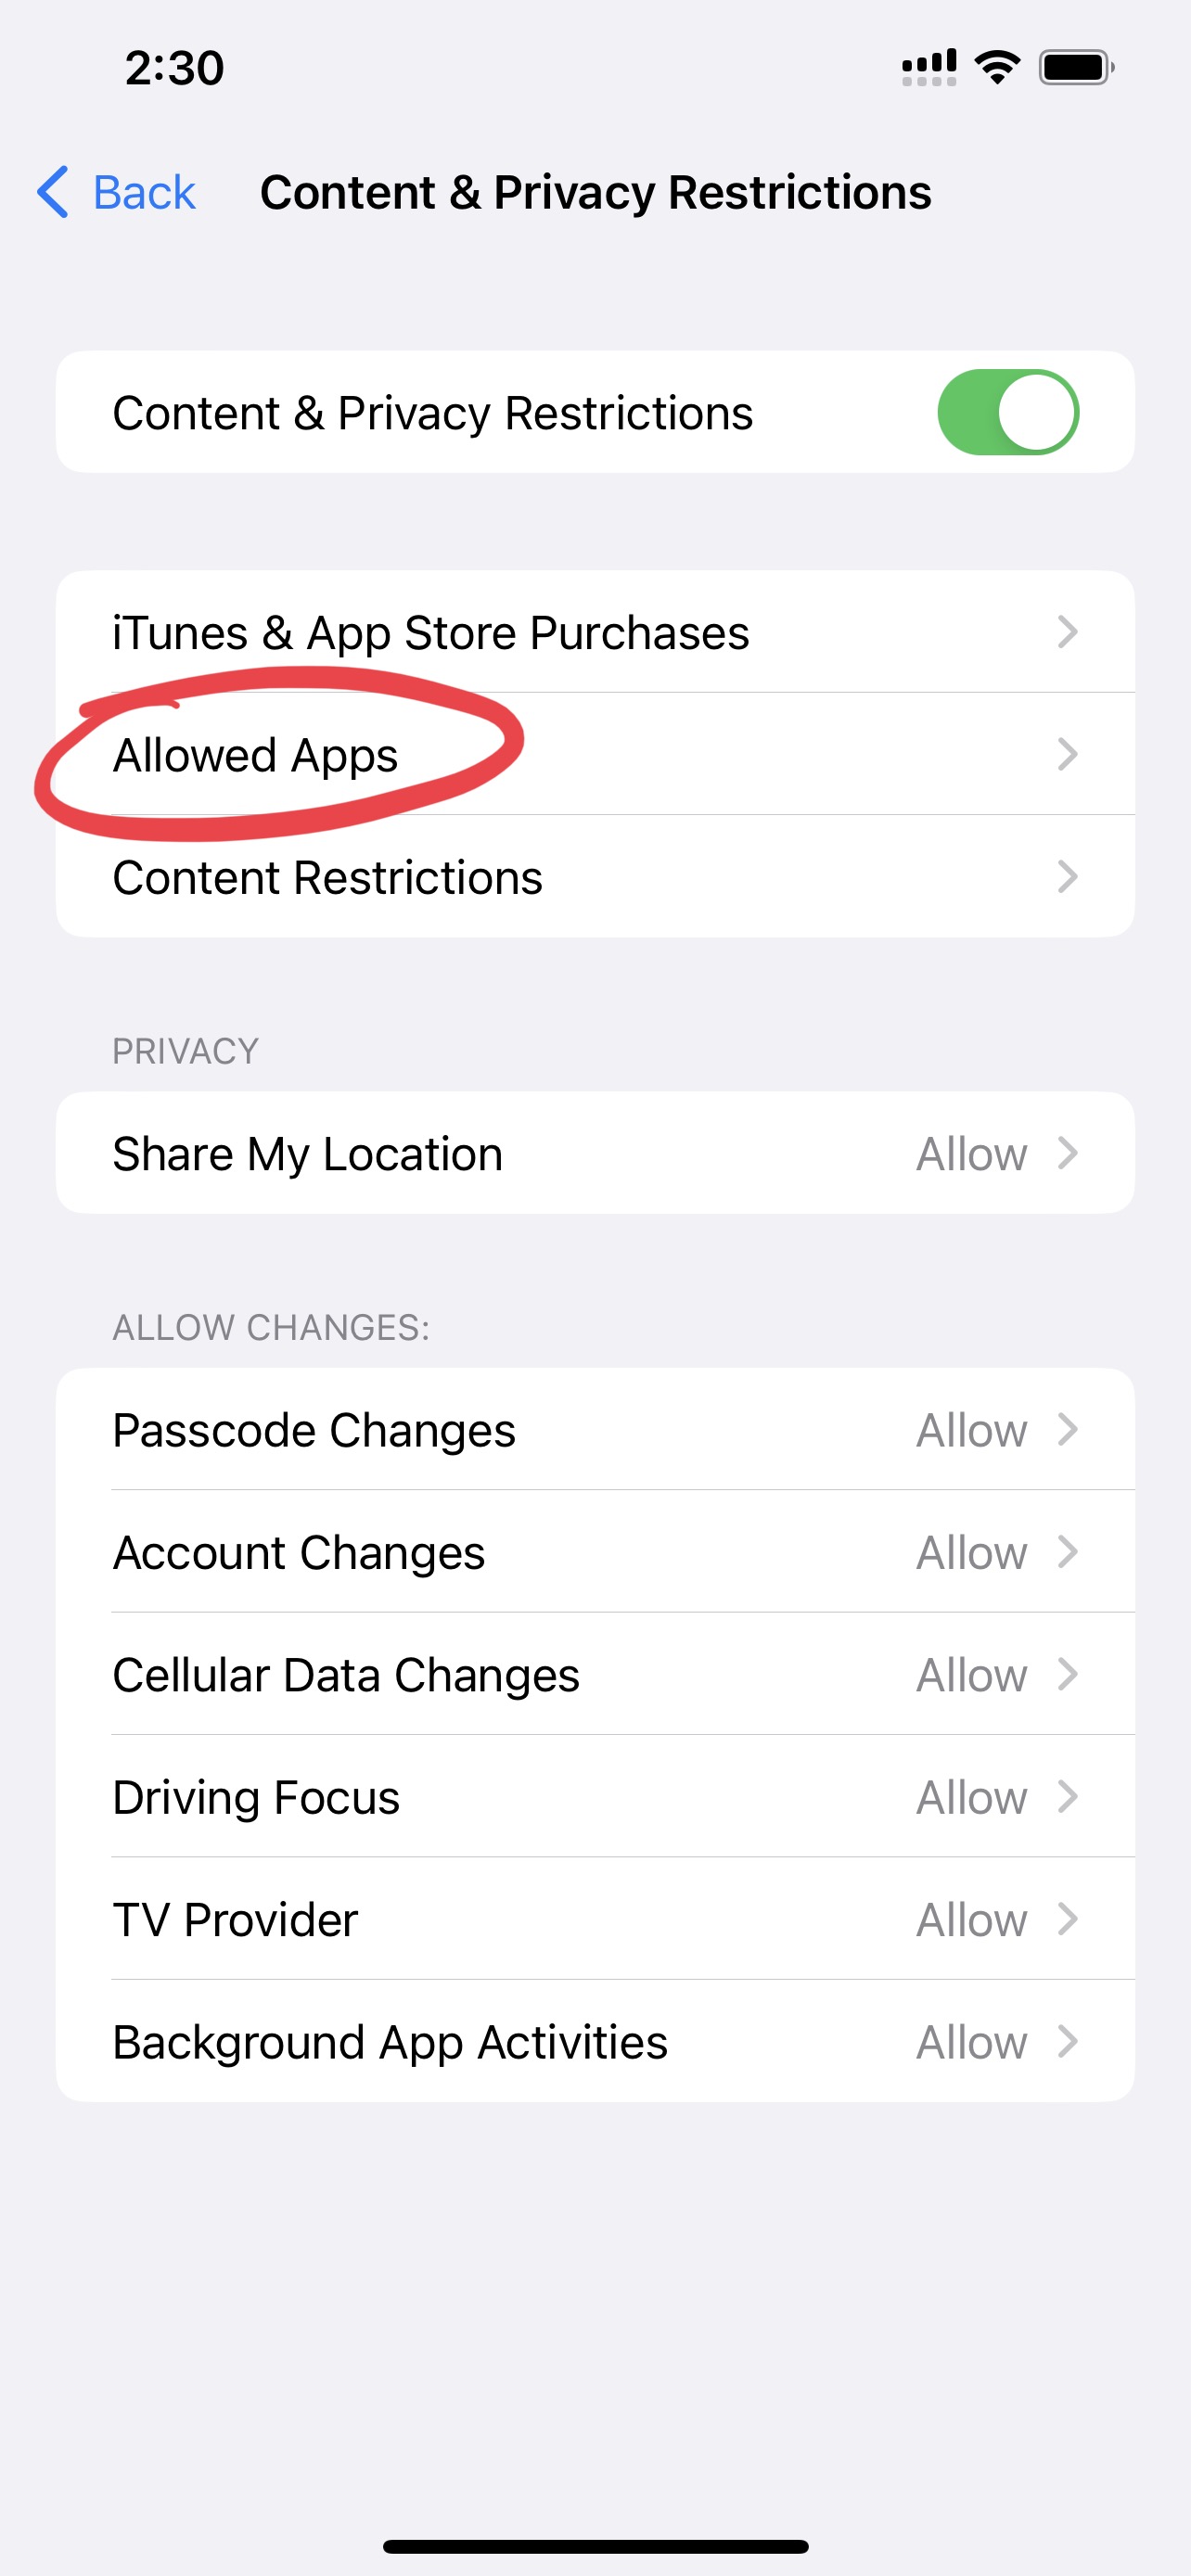 2:30
Back Content & Privacy Restrictions
Content & Privacy Restrictions
iTunes & App Store Purchases
Allowed Apps
Content Restrictions
PRIVACY
Share My Location Allow
ALLOW CHANGES:
Passcode Changes Allow
Account Changes Allow
Cellular Data Changes Allow
Driving Focus Allow
TV Provider Allow
Background App Activities Allow